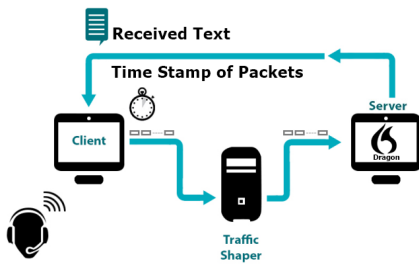 Received Text
Time Stamp of Packets
Server
Client
Dragon
Traffic
Shaper